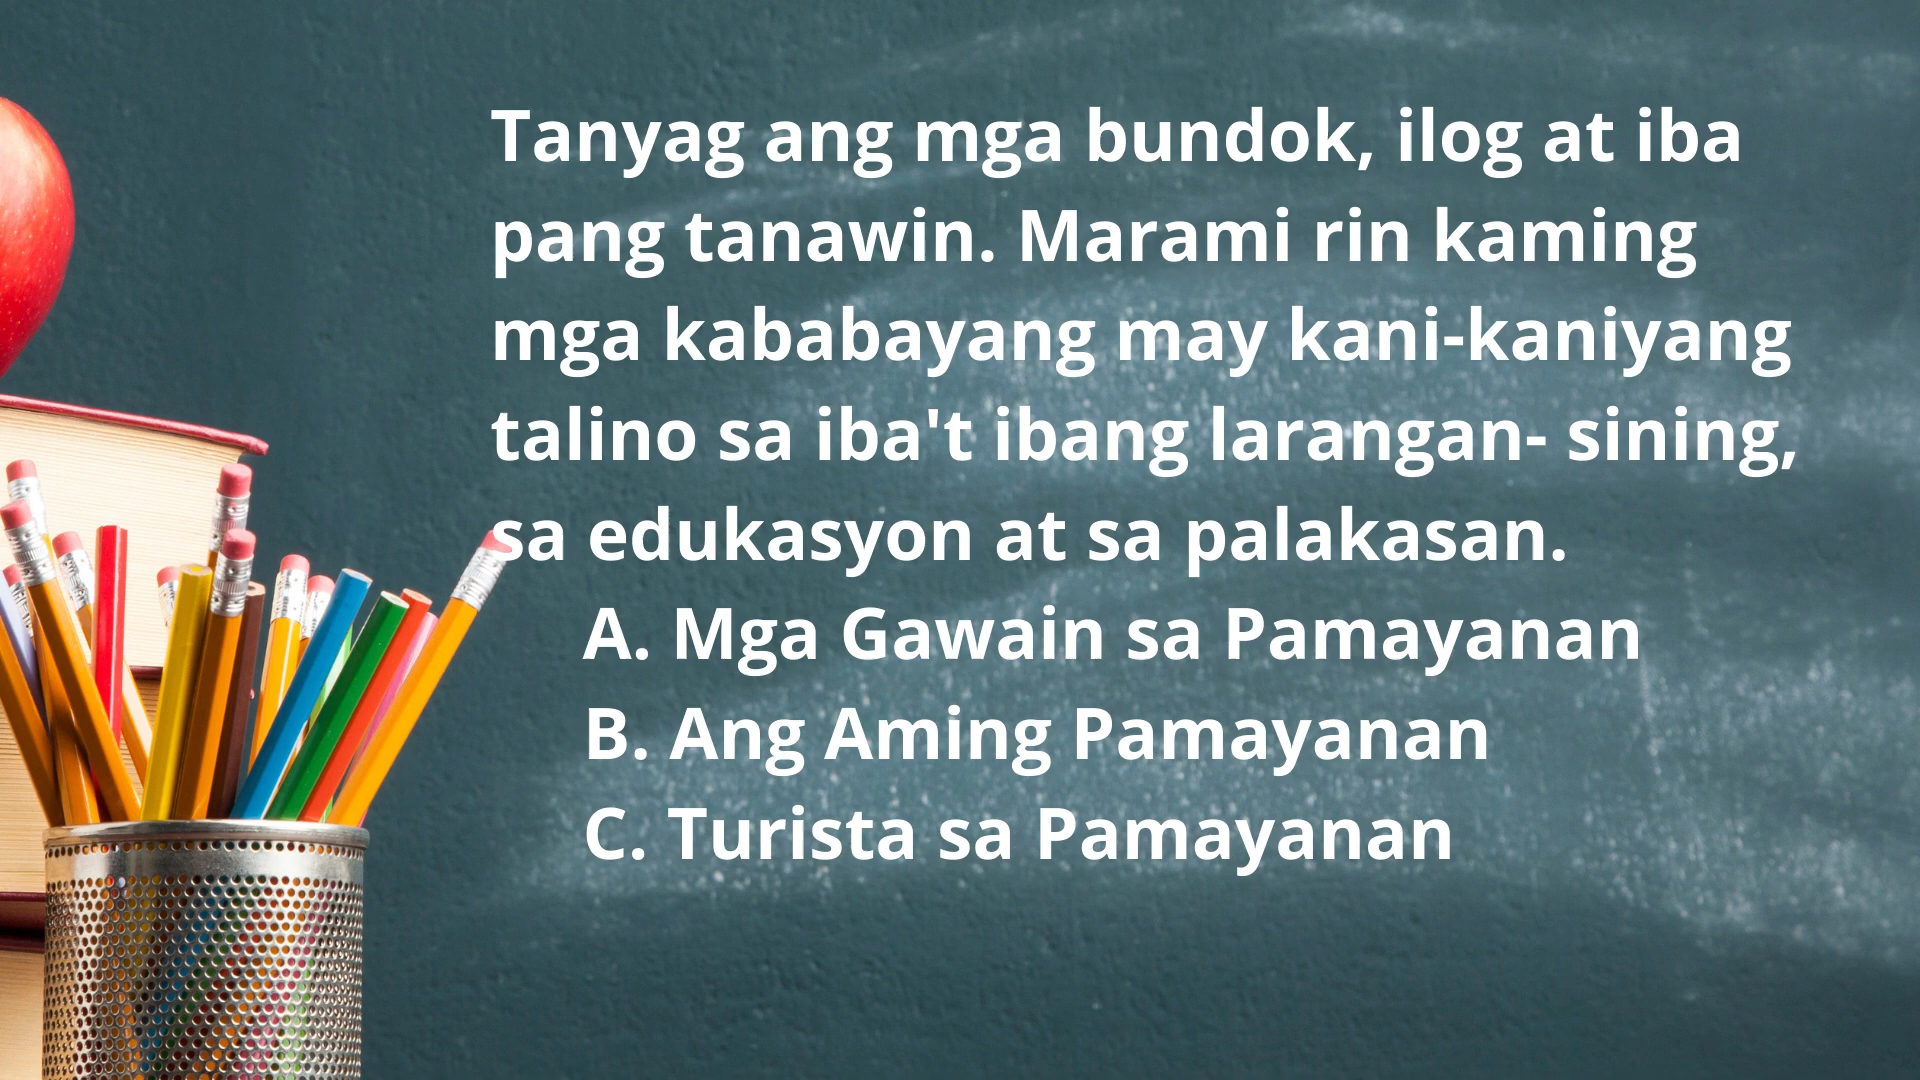 Tanyag ang mga bundok, ilog at iba
pang tanawin. Marami rin kaming
mga kababayang may kani-kaniyang
talino sa iba't ibang larangan- sining,
sa edukasyon at sa palakasan.
A. Mga Gawain sa Pamayanan
B. Ang Aming Pamayanan
C. Turista sa Pamayanan